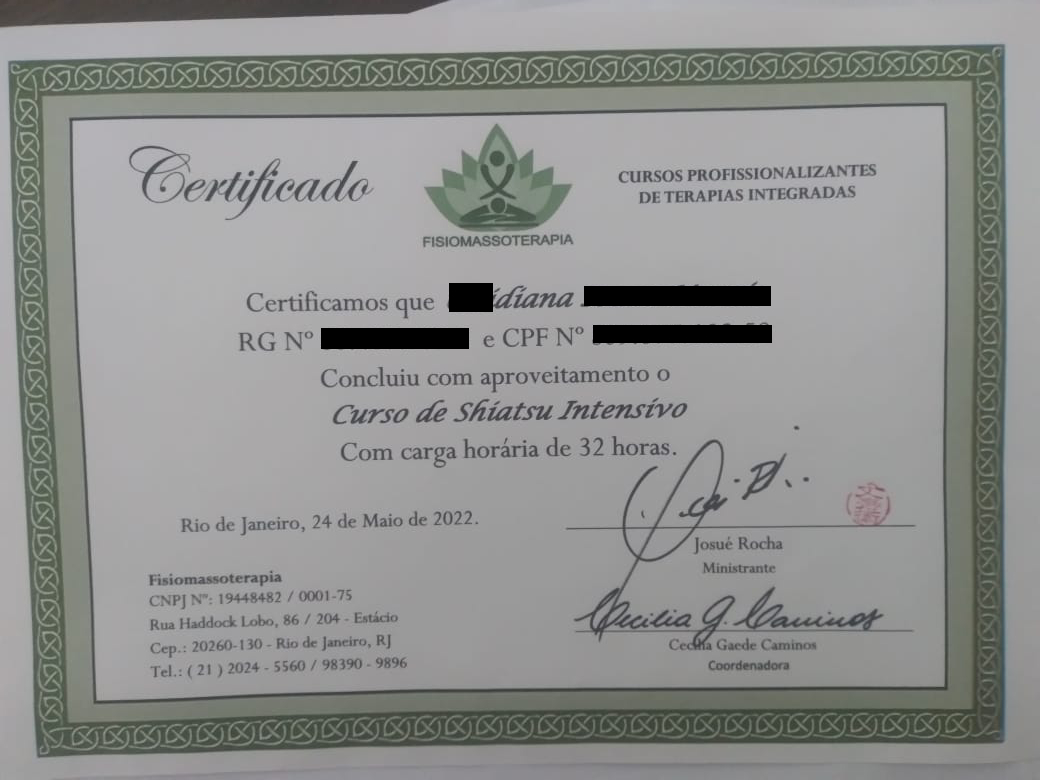 Certificado
FISIOMASSOTERAPIA
CURSOS PROFISSIONALIZANTES
DE TERAPIAS INTEGRADAS
Certificamos que
RG Nº e CPF Nº
Concluiu com aproveitamento o
Curso de Shiatsu Intensivo
Com carga horária de 32 horas.
Rio de Janeiro, 24 de Maio de 2022.
Josué Rocha
Ministrante
Cecilia G. Caminos
Cecilia Gaede Caminos
Coordenadora
Fisiomassoterapia
CNPJ Nº: 19448482 / 0001-75
Rua Haddock Lobo, 86 / 204 - Estácio
Cep.: 20260-130 - Rio de Janeiro, RJ
Tel.: ( 21 ) 2024 - 5560 / 98390 - 9896